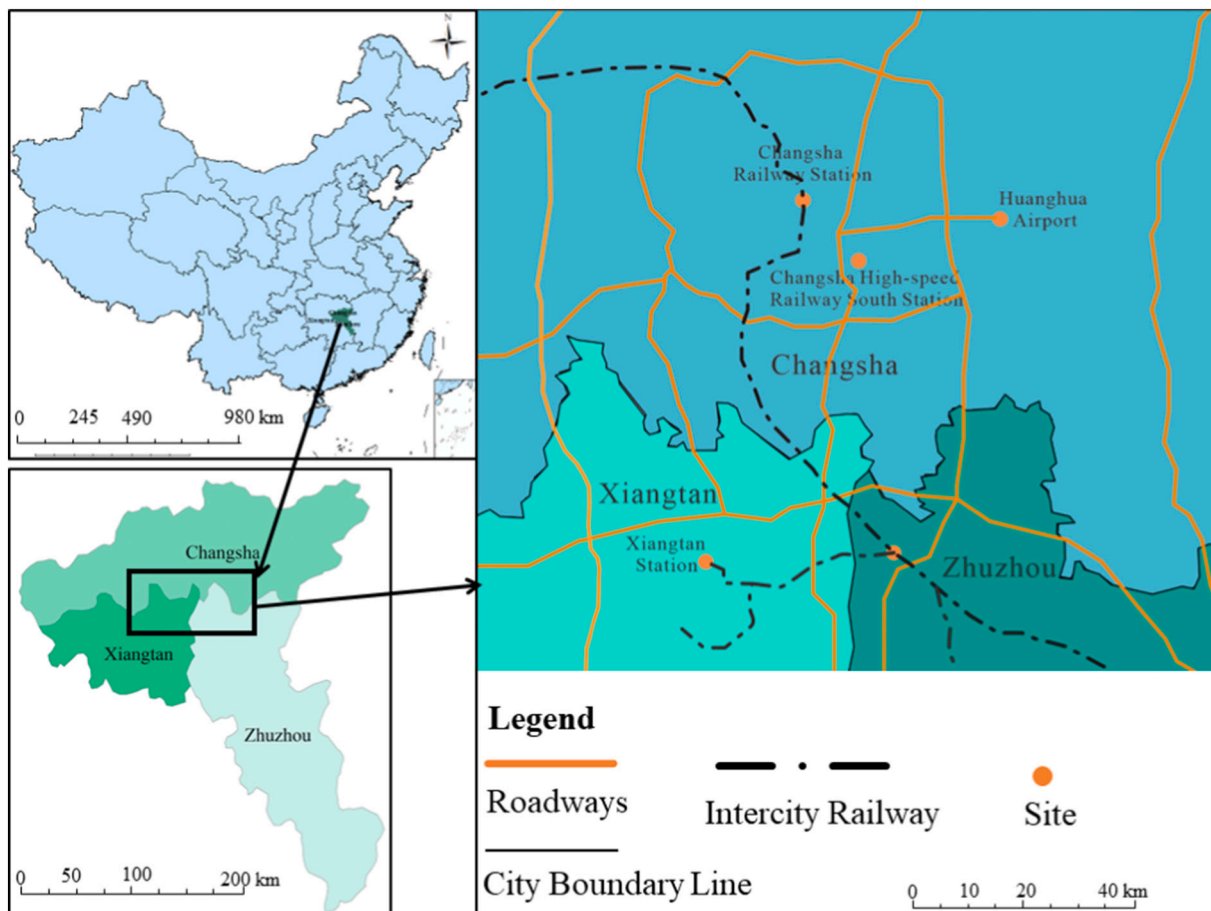 N
0 245 490 980 km
Changsha
Xiangtan
Zhuzhou
0 50 100 200 km
Changsha
Railway Station
Huanghua
Airport
Changsha High-speed
Railway South Station
Changsha
Xiangtan
Xiangtan
Station
Zhuzhou
Legend
Roadways
Intercity Railway
Site
City Boundary Line
0 10 20 40 km